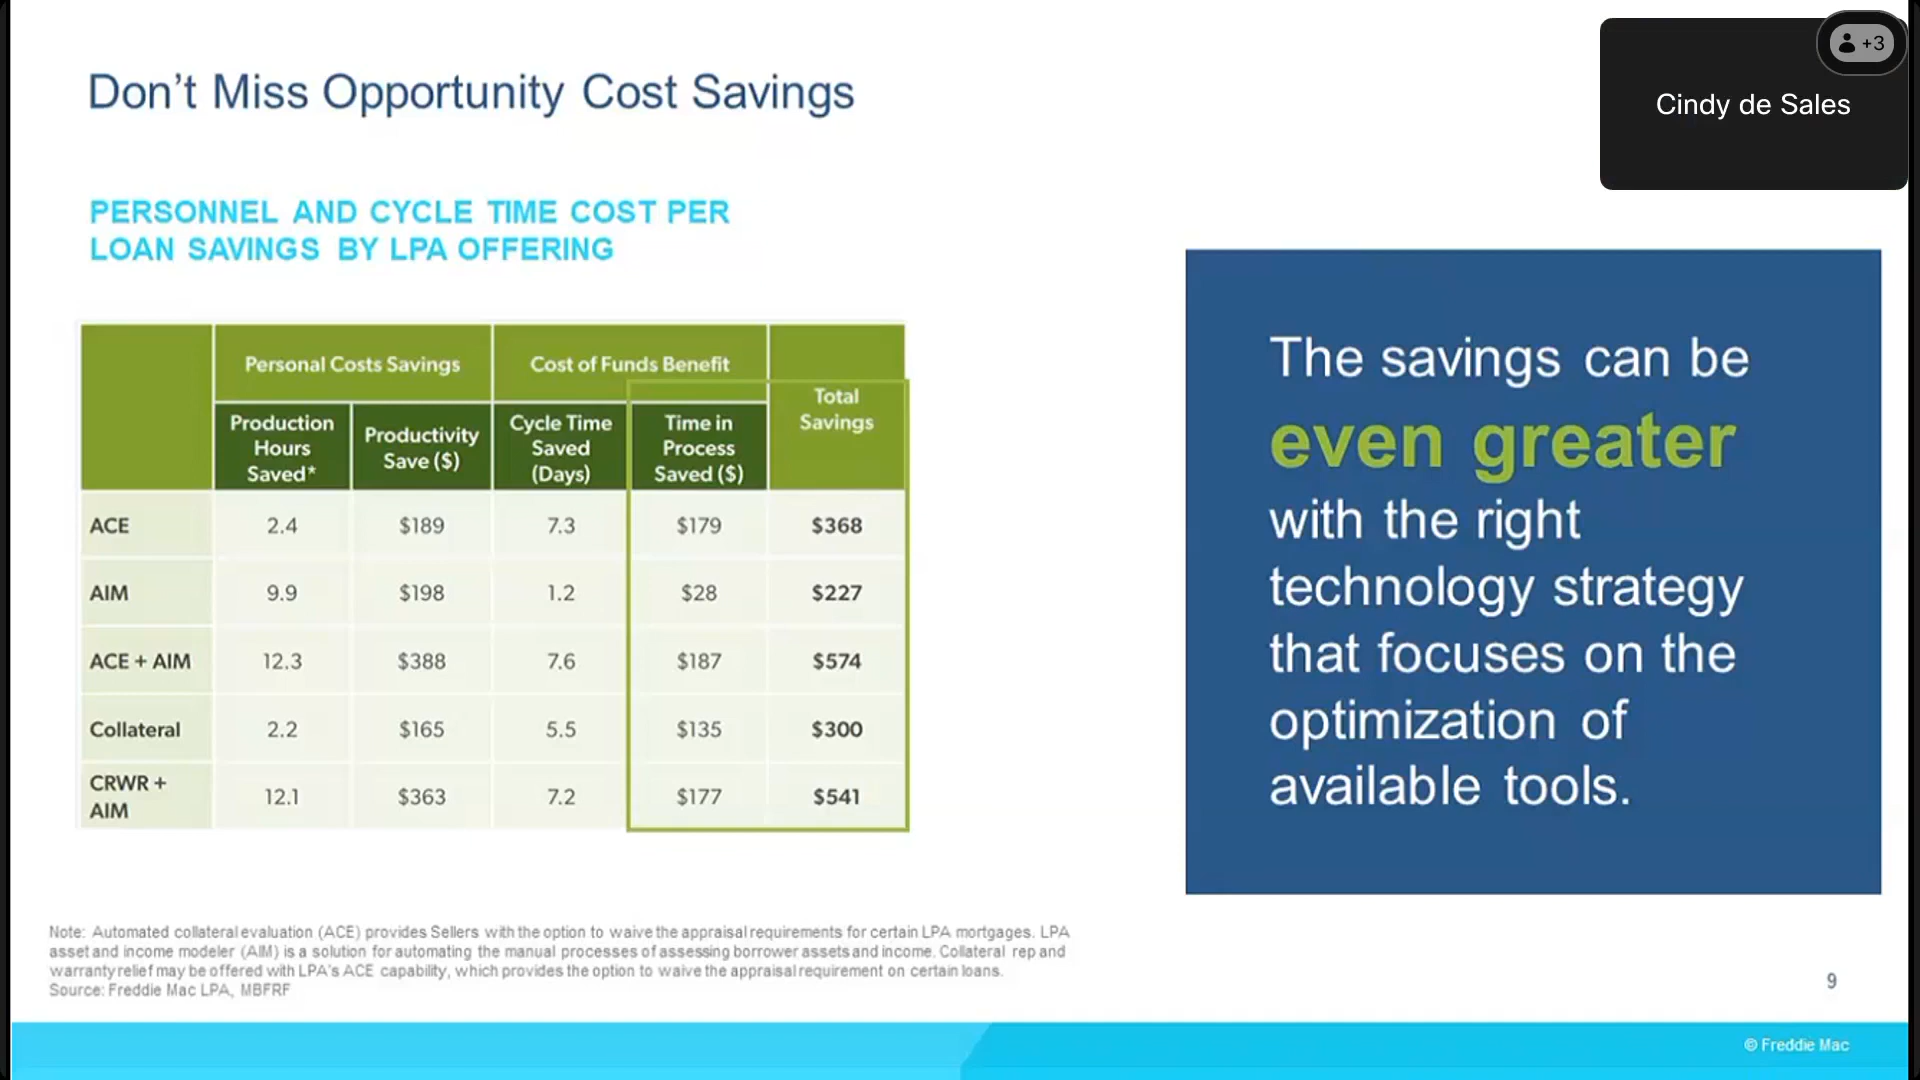 Don't Miss Opportunity Cost Savings
+3
Cindy de Sales
PERSONNEL AND CYCLE TIME COST PER
LOAN SAVINGS BY LPA OFFERING
Personal Costs Savings
Cost of Funds Benefit
Total
Savings
Production
Hours
Saved*
Productivity
Save ($)
Cycle Time
Saved
(Days)
Time in
Process
Saved ($)
ACE 2.4 $189 7.3 $179 $368
AIM 9.9 $198 1.2 $28 $227
ACE + AIM 12.3 $388 7.6 $187 $574
Collateral 2.2 $165 5.5 $135 $300
CRWR +
AIM 12.1 $363 7.2 $177 $541
The savings can be
even greater
with the right
technology strategy
that focuses on the
optimization of
available tools.
Note: Automated collateral evaluation (ACE) provides Sellers with the option to waive the appraisal requirements for certain LPA mortgages. LPA
asset and income modeler (AIM) is a solution for automating the manual processes of assessing borrower assets and income. Collateral rep and
warranty relief may be offered with LPA's ACE capability, which provides the option to waive the appraisal requirement on certain loans.
Source: Freddie Mac LPA, MBFRF
9
© Freddie Mac